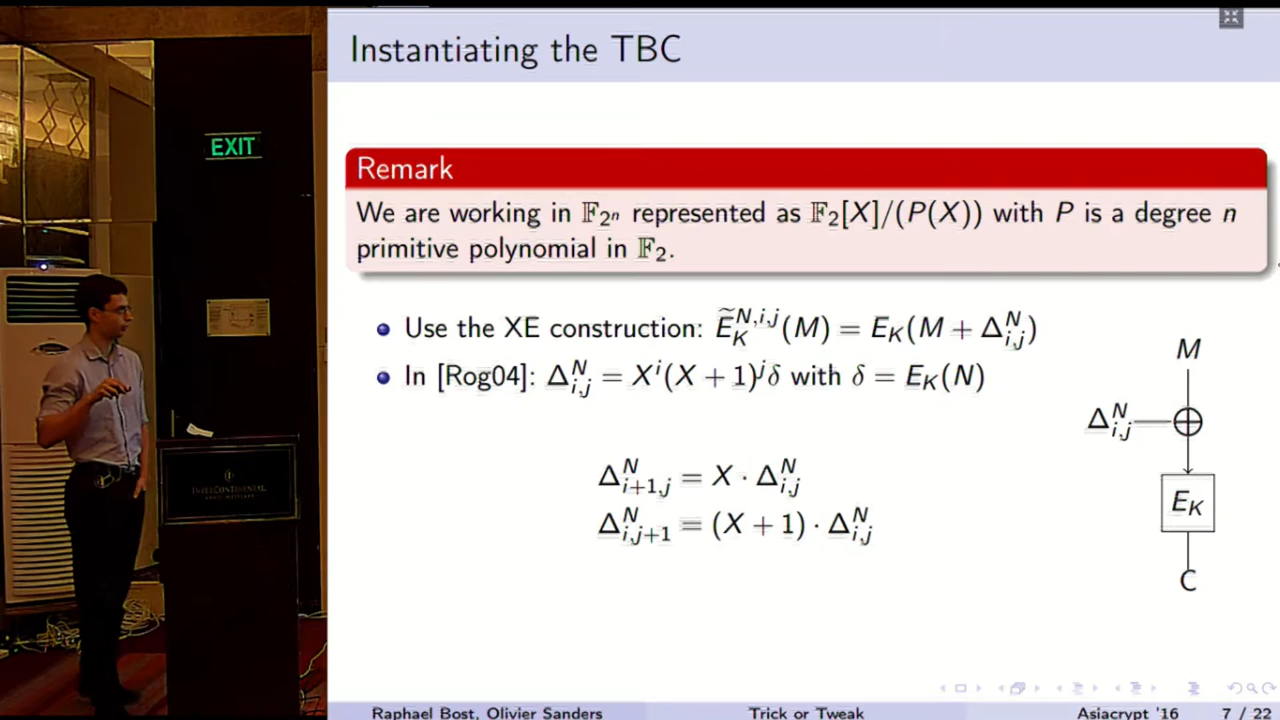 Instantiating the TBC
EXIT
Remark
We are working in 𝔽₂ⁿ represented as 𝔽₂[X]/(P(X)) with P is a degree n
primitive polynomial in 𝔽₂.
Use the XE construction: Ẽ_K^{N,i,j}(M) = E_K(M + Δ_{i,j}^N)
In [Rog04]: Δ_{i,j}^N = X^i(X + 1)^jδ with δ = E_K(N)
M
Δ_{i,j}^N
Δ_{i+1,j}^N = X · Δ_{i,j}^N
Δ_{i,j+1}^N = (X + 1) · Δ_{i,j}^N
E_K
C
INTERCONTINENTAL
Raphael Bost, Olivier Sanders
Trick or Tweak
Asiacrypt '16
7 / 22